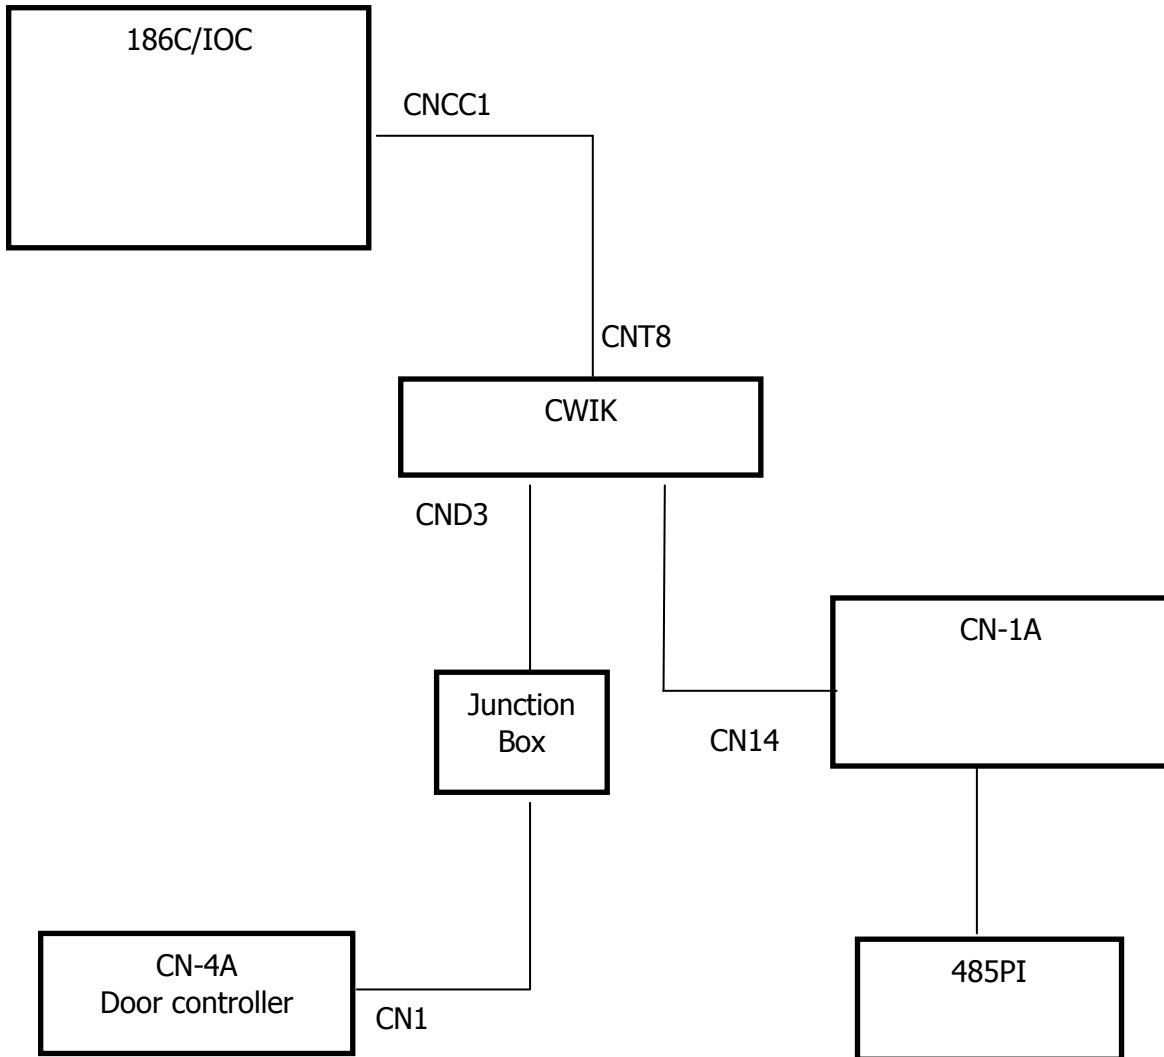 186C/IOC
CNCC1
CNT8
CWIK
CND3
CN-1A
Junction
Box
CN14
CN-4A
Door controller
CN1
485PI